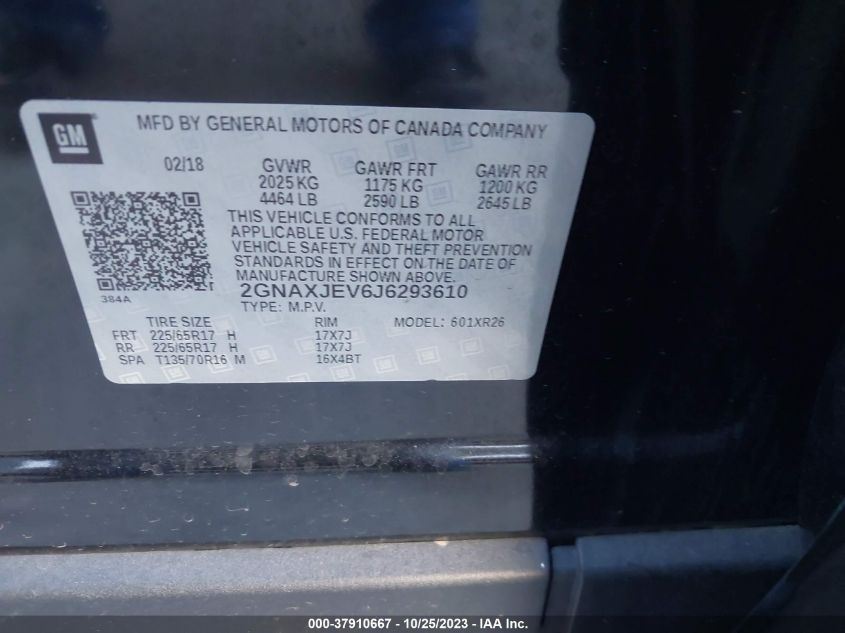 GM
MFD BY GENERAL MOTORS OF CANADA COMPANY
02/18 GVWR GAWR FRT GAWR RR
2025 KG 1175 KG 1200 KG
4464 LB 2590 LB 2645 LB
THIS VEHICLE CONFORMS TO ALL
APPLICABLE U.S. FEDERAL MOTOR
VEHICLE SAFETY AND THEFT PREVENTION
STANDARDS IN EFFECT ON THE DATE OF
MANUFACTURE SHOWN ABOVE.
384A 2GNAXJEV6J6293610
TYPE: M.P.V.
TIRE SIZE RIM MODEL: 601XR26
FRT 225/65R17 H 17X7J
RR 225/65R17 H 17X7J
SPA T135/70R16 M 16X4BT
000-37910667 - 10/25/2023 - IAA Inc.